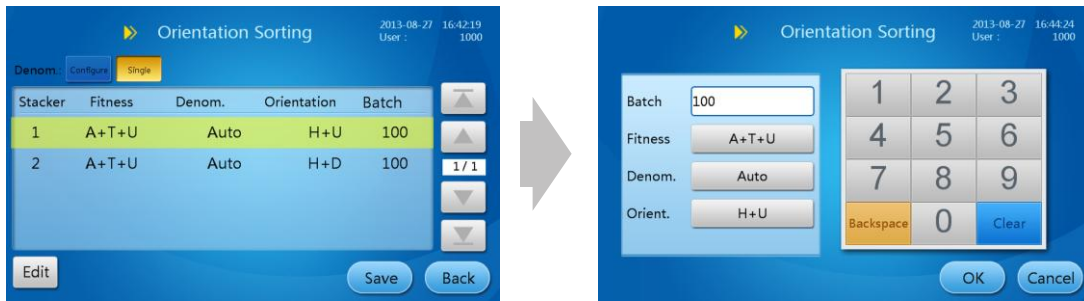 Orientation Sorting
2013-08-27 16:42:19
User : 1000
Denom.: Configure Single
Stacker Fitness Denom. Orientation Batch
1 A+T+U Auto H+U 100
2 A+T+U Auto H+D 100
1 / 1
Edit Save Back
Orientation Sorting
2013-08-27 16:44:24
User : 1000
Batch 100
Fitness A+T+U
Denom. Auto
Orient. H+U
1 2 3
4 5 6
7 8 9
Backspace 0 Clear
OK Cancel